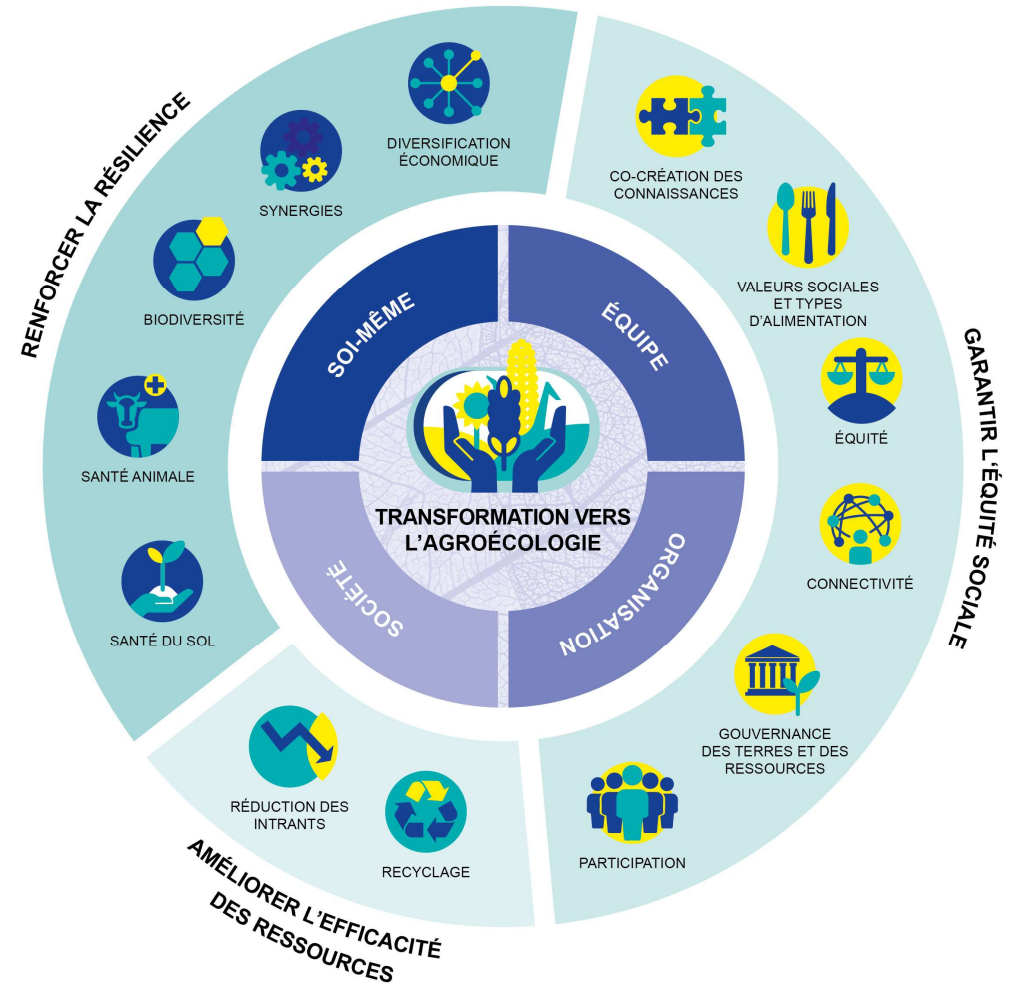 RENFORCER LA RÉSILIENCE
DIVERSIFICATION
ÉCONOMIQUE
SYNERGIES
BIODIVERSITÉ
SANTÉ ANIMALE
SANTÉ DU SOL
GARANTIR L'ÉQUITÉ SOCIALE
CO-CRÉATION DES
CONNAISSANCES
VALEURS SOCIALES
ET TYPES
D'ALIMENTATION
ÉQUITÉ
CONNECTIVITÉ
GOUVERNANCE
DES TERRES ET DES
RESSOURCES
PARTICIPATION
AMÉLIORER L'EFFICACITÉ
DES RESSOURCES
RÉDUCTION DES
INTRANTS
RECYCLAGE
SOI-MÊME
ÉQUIPE
ORGANISATION
SOCIÉTÉ
TRANSFORMATION VERS
L'AGROÉCOLOGIE